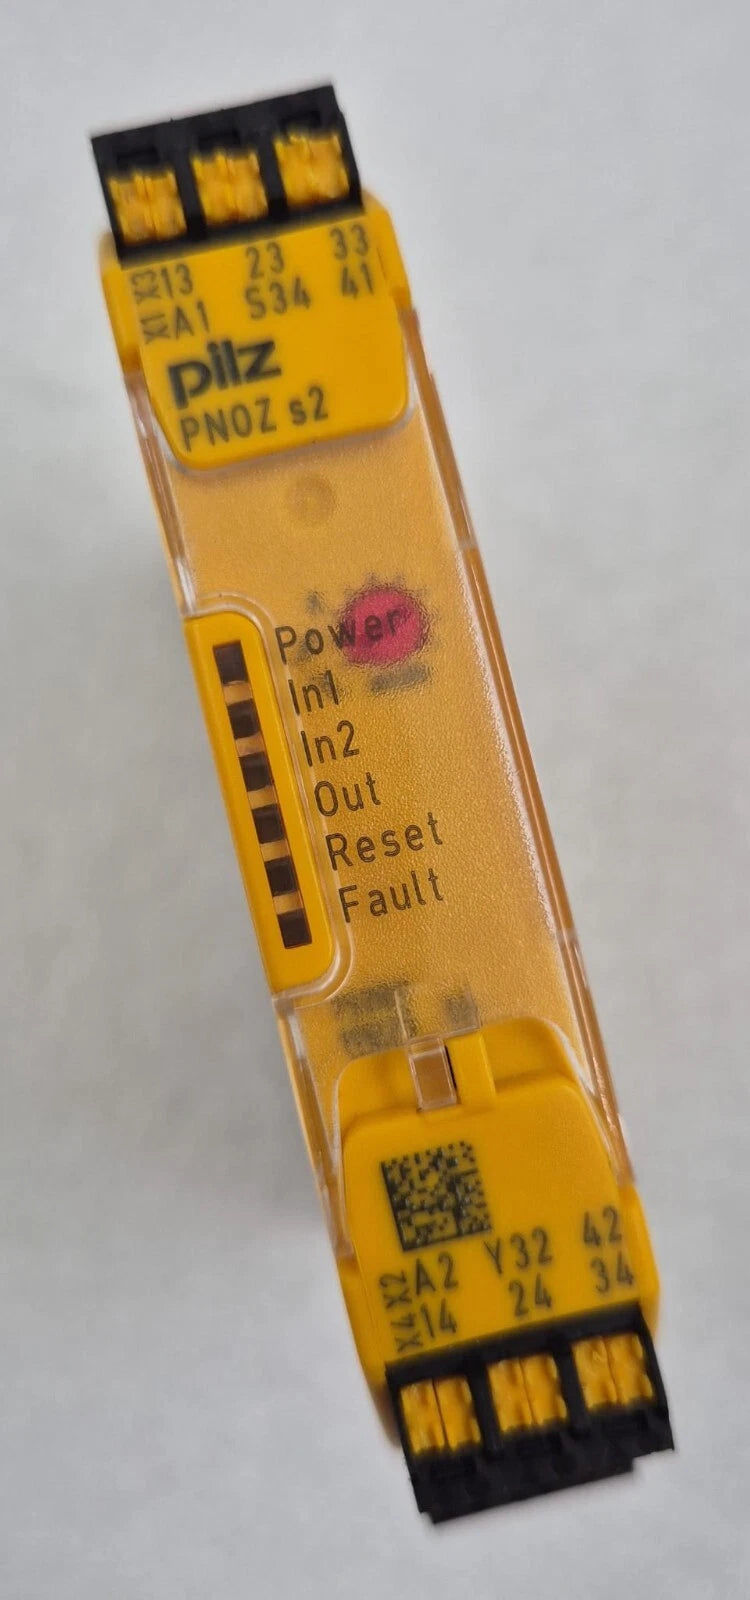 X3 13 23 33
X1 A1 S34 41
pilz
PNOZ s2
Power
In1
In2
Out
Reset
Fault
X2 A2 Y32 42
X4 14 24 34